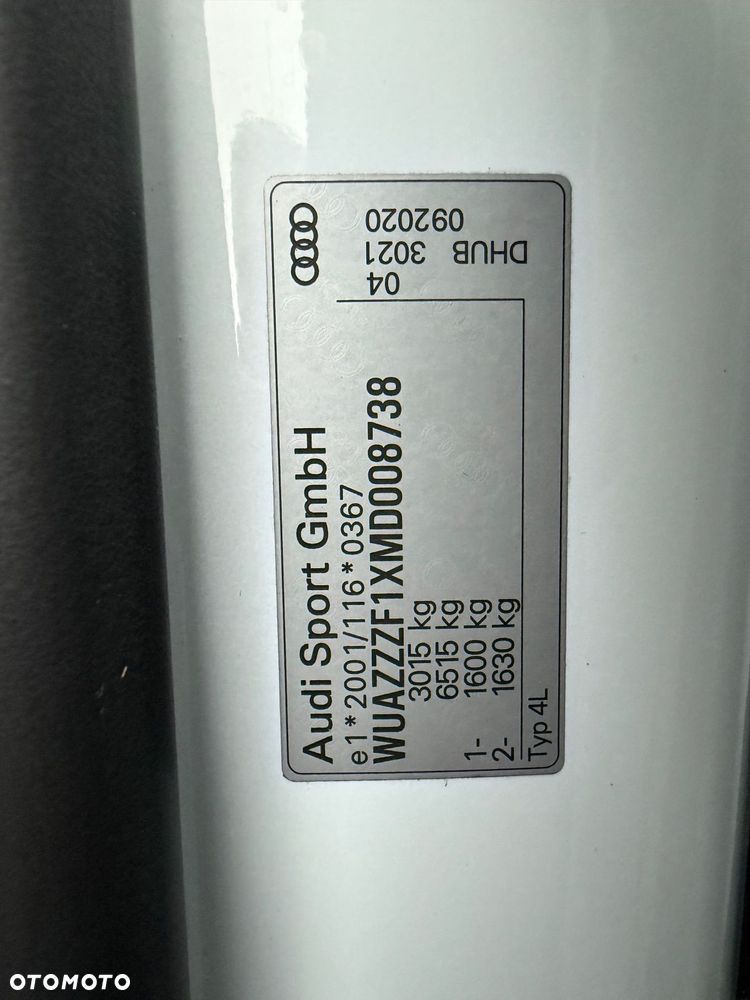 Audi Sport GmbH
e1*2001/116*0367
WUAZZZF1XMD008738
3015 kg
6515 kg
1- 1600 kg
2- 1630 kg
Typ 4L
04
DHUB 3021
092020
OTOMOTO